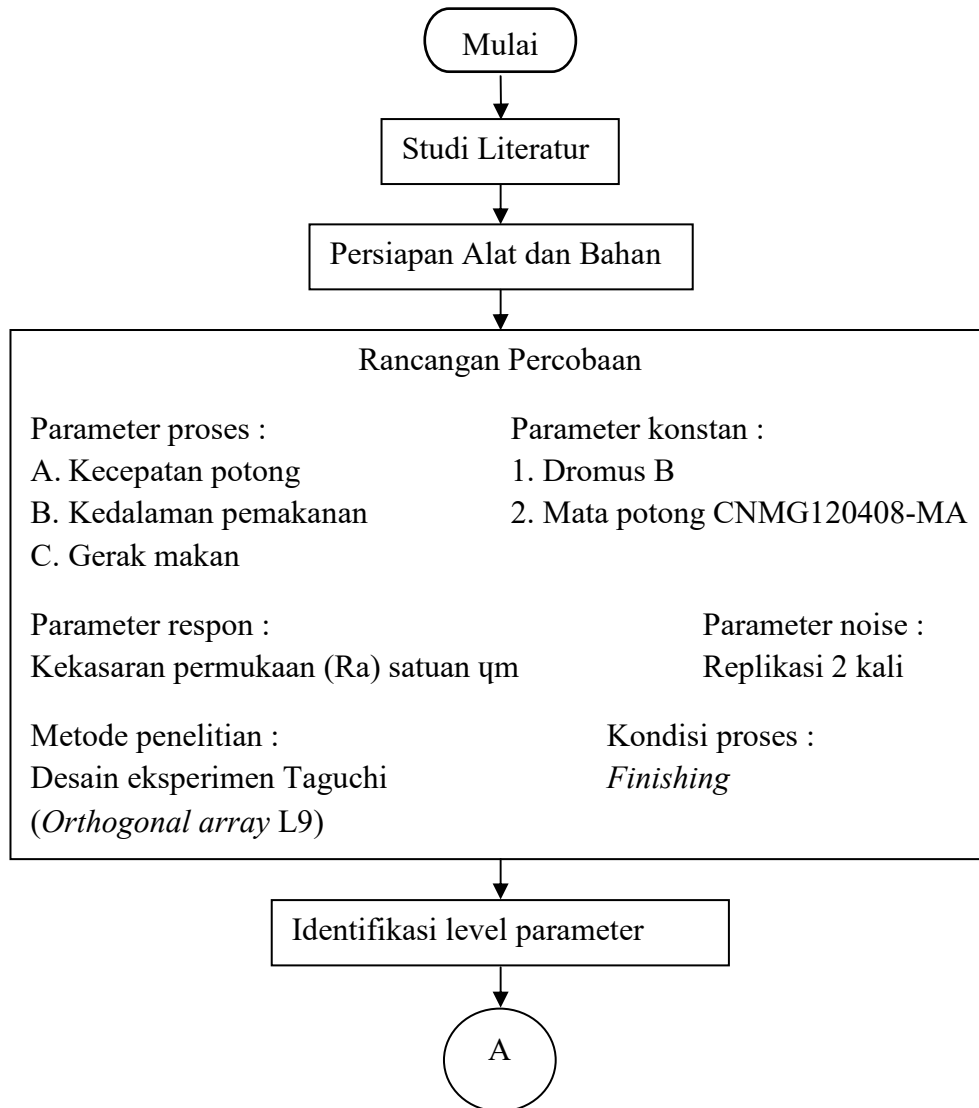 Mulai
Studi Literatur
Persiapan Alat dan Bahan
Rancangan Percobaan
Parameter proses :
A. Kecepatan potong
B. Kedalaman pemakanan
C. Gerak makan
Parameter konstan :
1. Dromus B
2. Mata potong CNMG120408-MA
Parameter respon :
Kekasaran permukaan (Ra) satuan qm
Parameter noise :
Replikasi 2 kali
Metode penelitian :
Desain eksperimen Taguchi
(Orthogonal array L9)
Kondisi proses :
Finishing
Identifikasi level parameter
A